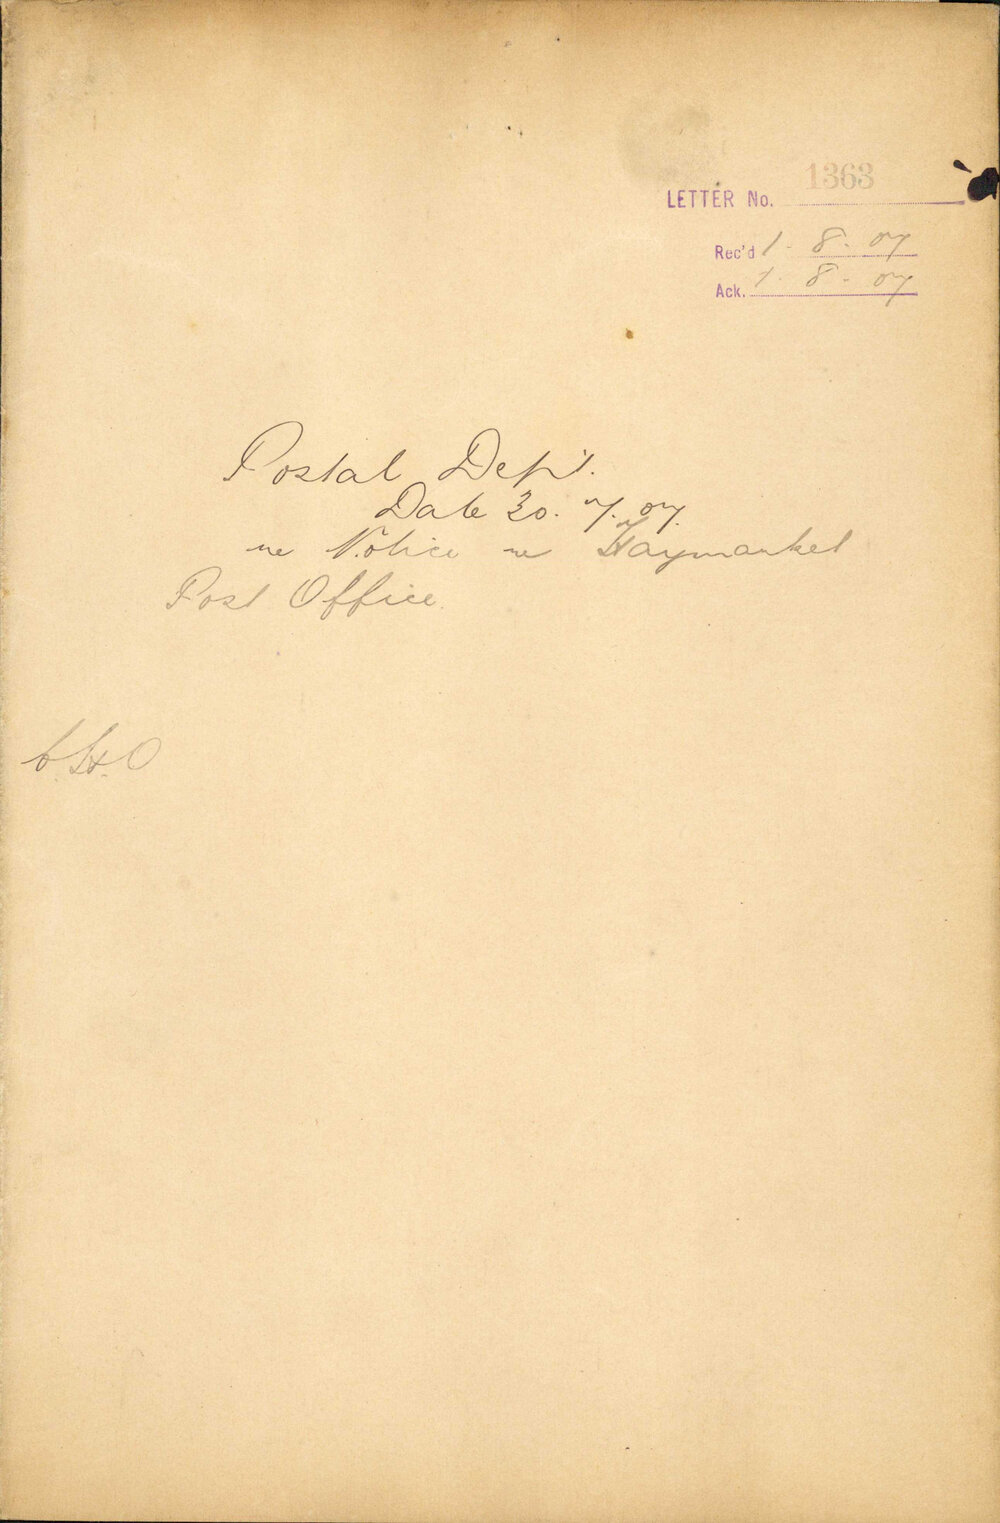 1363
LETTER No.
Rec'd 1. 8. 07
Ack. 1. 8. 07
Postal Dept.
Date 30. 7. 07.
re Notice re Haymarket
Post Office.
C.H.O